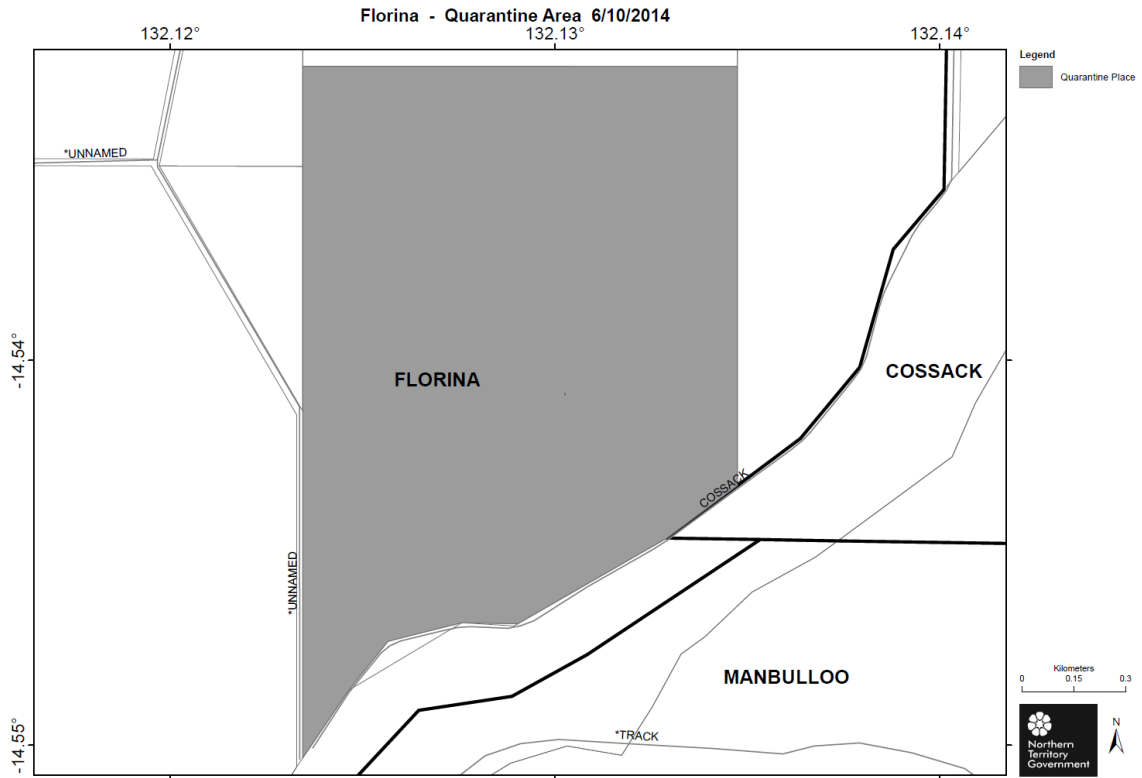 Florina - Quarantine Area 6/10/2014
132.12°
132.13°
132.14°
Legend
Quarantine Place
*UNNAMED
-14.54°
FLORINA
COSSACK
COSSACK
*UNNAMED
MANBULLOO
*TRACK
-14.55°
Kilometers
0 0.15 0.3
N
Northern
Territory
Government